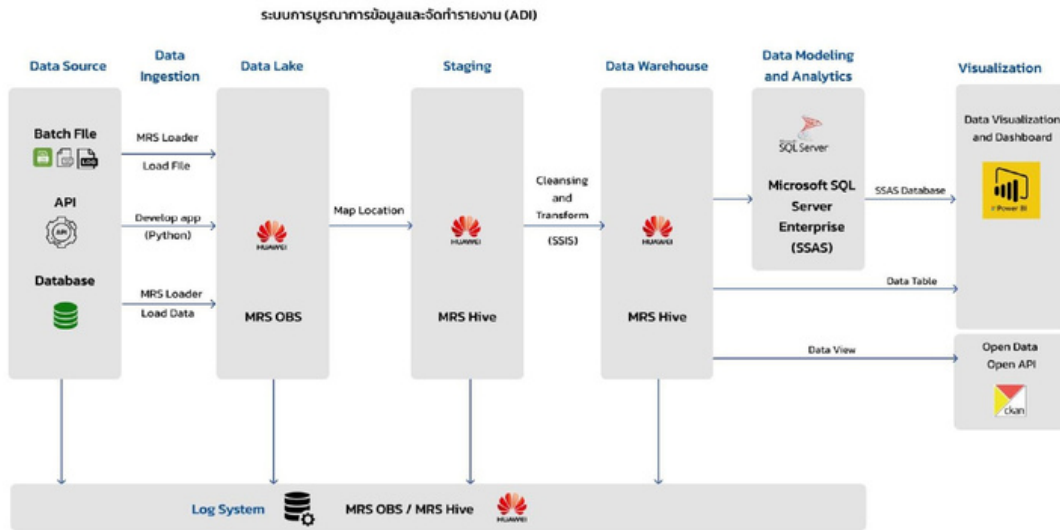 ระบบการบูรณาการข้อมูลและจัดทำรายงาน (ADI)
Data Source
Data
Ingestion
Data Lake
Staging
Data Warehouse
Data Modeling
and Analytics
Visualization
Batch File
LOG
API
API
Database
MRS Loader
Load File
Develop app
(Python)
MRS Loader
Load Data
HUAWEI
MRS OBS
Map Location
HUAWEI
MRS Hive
Cleansing
and
Transform
(SSIS)
HUAWEI
MRS Hive
SQL Server
Microsoft SQL
Server
Enterprise
(SSAS)
SSAS Database
Data Table
Data View
Data Visualization
and Dashboard
Power BI
Open Data
Open API
ckan
Log System
MRS OBS / MRS Hive
HUAWEI